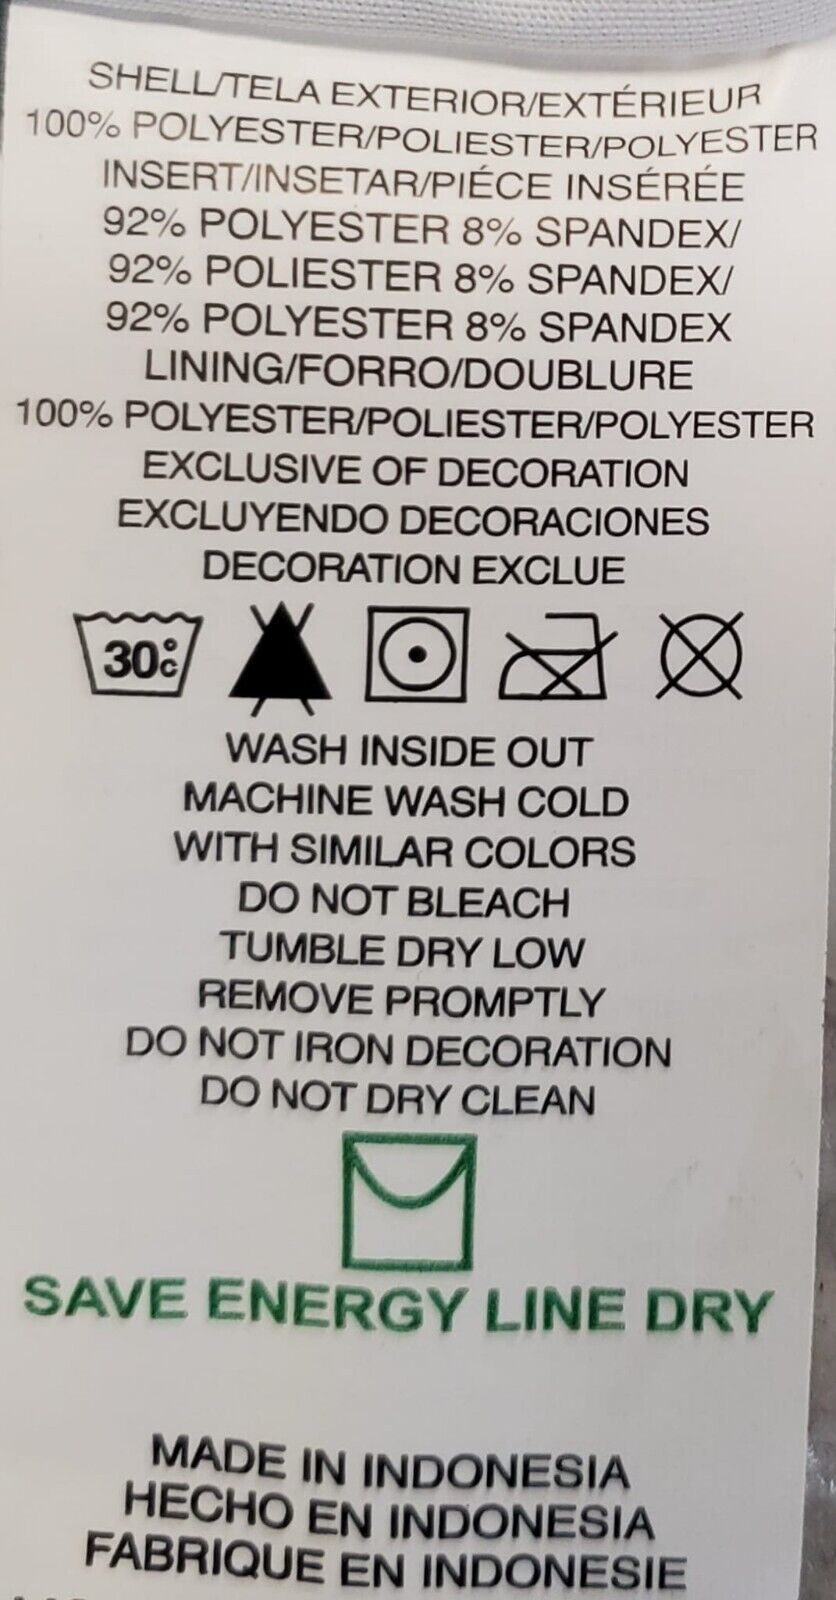 SHELL/TELA EXTERIOR/EXTÉRIEUR
100% POLYESTER/POLIESTER/POLYESTER
INSERT/INSETAR/PIÉCE INSÉRÉE
92% POLYESTER 8% SPANDEX/
92% POLIESTER 8% SPANDEX/
92% POLYESTER 8% SPANDEX
LINING/FORRO/DOUBLURE
100% POLYESTER/POLIESTER/POLYESTER
EXCLUSIVE OF DECORATION
EXCLUYENDO DECORACIONES
DECORATION EXCLUE
30°C
WASH INSIDE OUT
MACHINE WASH COLD
WITH SIMILAR COLORS
DO NOT BLEACH
TUMBLE DRY LOW
REMOVE PROMPTLY
DO NOT IRON DECORATION
DO NOT DRY CLEAN
SAVE ENERGY LINE DRY
MADE IN INDONESIA
HECHO EN INDONESIA
FABRIQUE EN INDONESIE